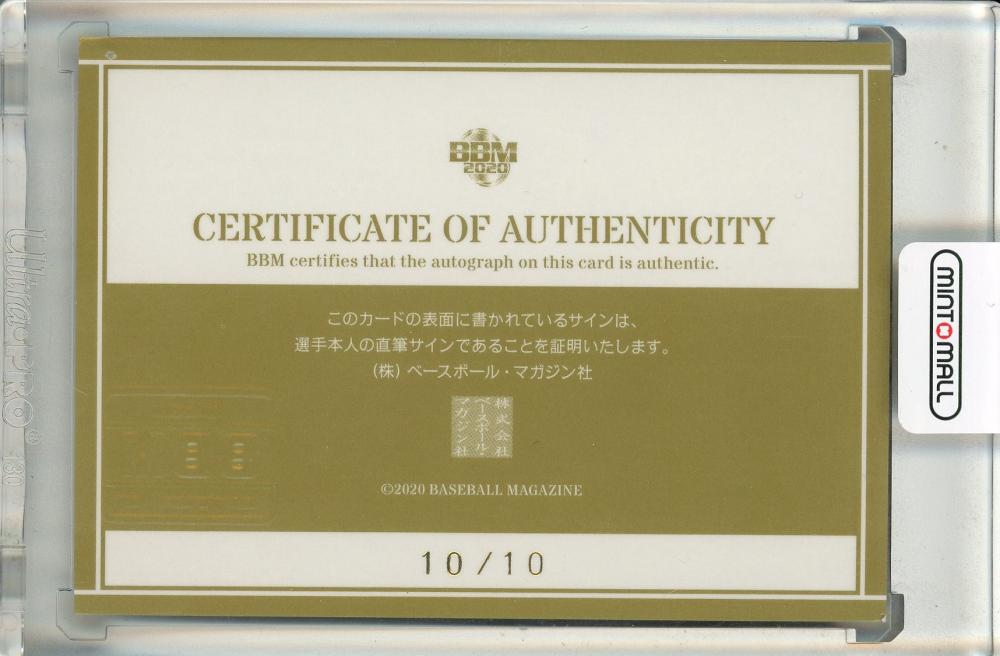 BBM
2020
CERTIFICATE OF AUTHENTICITY
BBM certifies that the autograph on this card is authentic.
このカードの表面に書かれているサインは、
選手本人の直筆サインであることを証明いたします。
(株) ベースボール・マガジン社
株式会社
ベースボール・
マガジン社
©2020 BASEBALL MAGAZINE
10/10
MINTOMALL
Ultra·PRO®
130